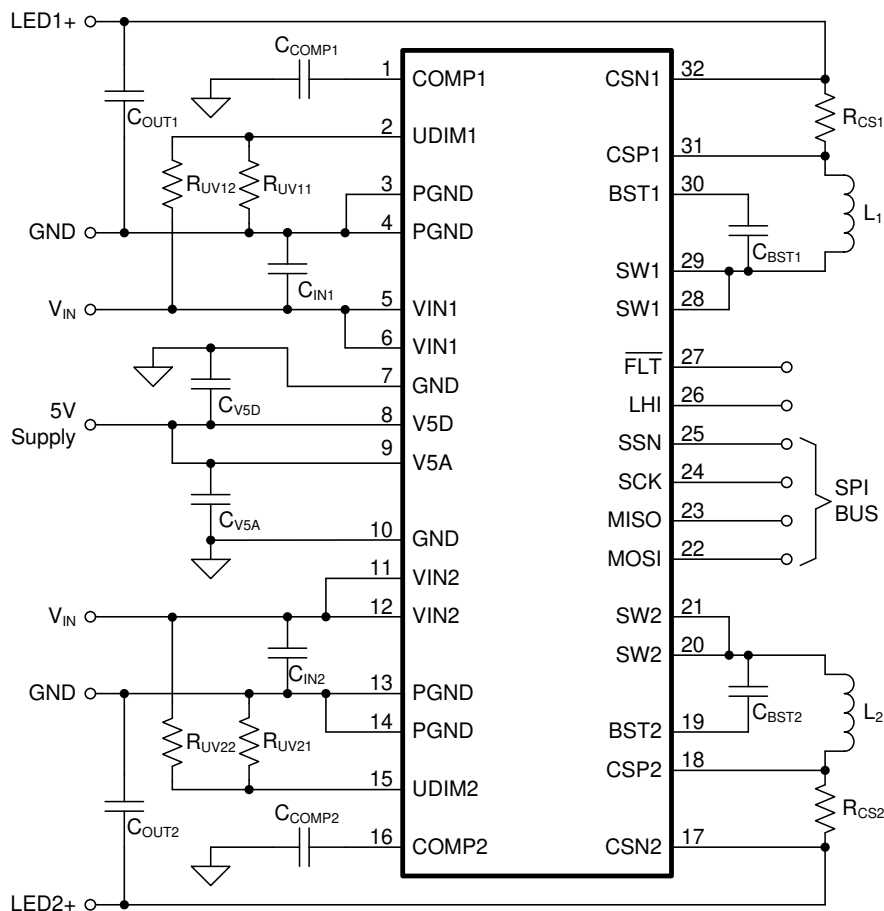 LED1+
C_COMP1
1 COMP1
CSN1 32
C_OUT1
R_CS1
2 UDIM1
CSP1 31
R_UV12 R_UV11
3 PGND
BST1 30
L_1
GND
4 PGND
C_BST1
C_IN1
SW1 29
V_IN
5 VIN1
SW1 28
6 VIN1
FLT 27
7 GND
C_V5D
LHI 26
5V
Supply
8 V5D
SSN 25
9 V5A
SCK 24
SPI
BUS
C_V5A
MISO 23
10 GND
MOSI 22
11 VIN2
V_IN
12 VIN2
SW2 21
SW2 20
C_IN2
GND
13 PGND
C_BST2
L_2
14 PGND
BST2 19
R_UV22 R_UV21
CSP2 18
15 UDIM2
R_CS2
C_OUT2
C_COMP2
16 COMP2
CSN2 17
LED2+